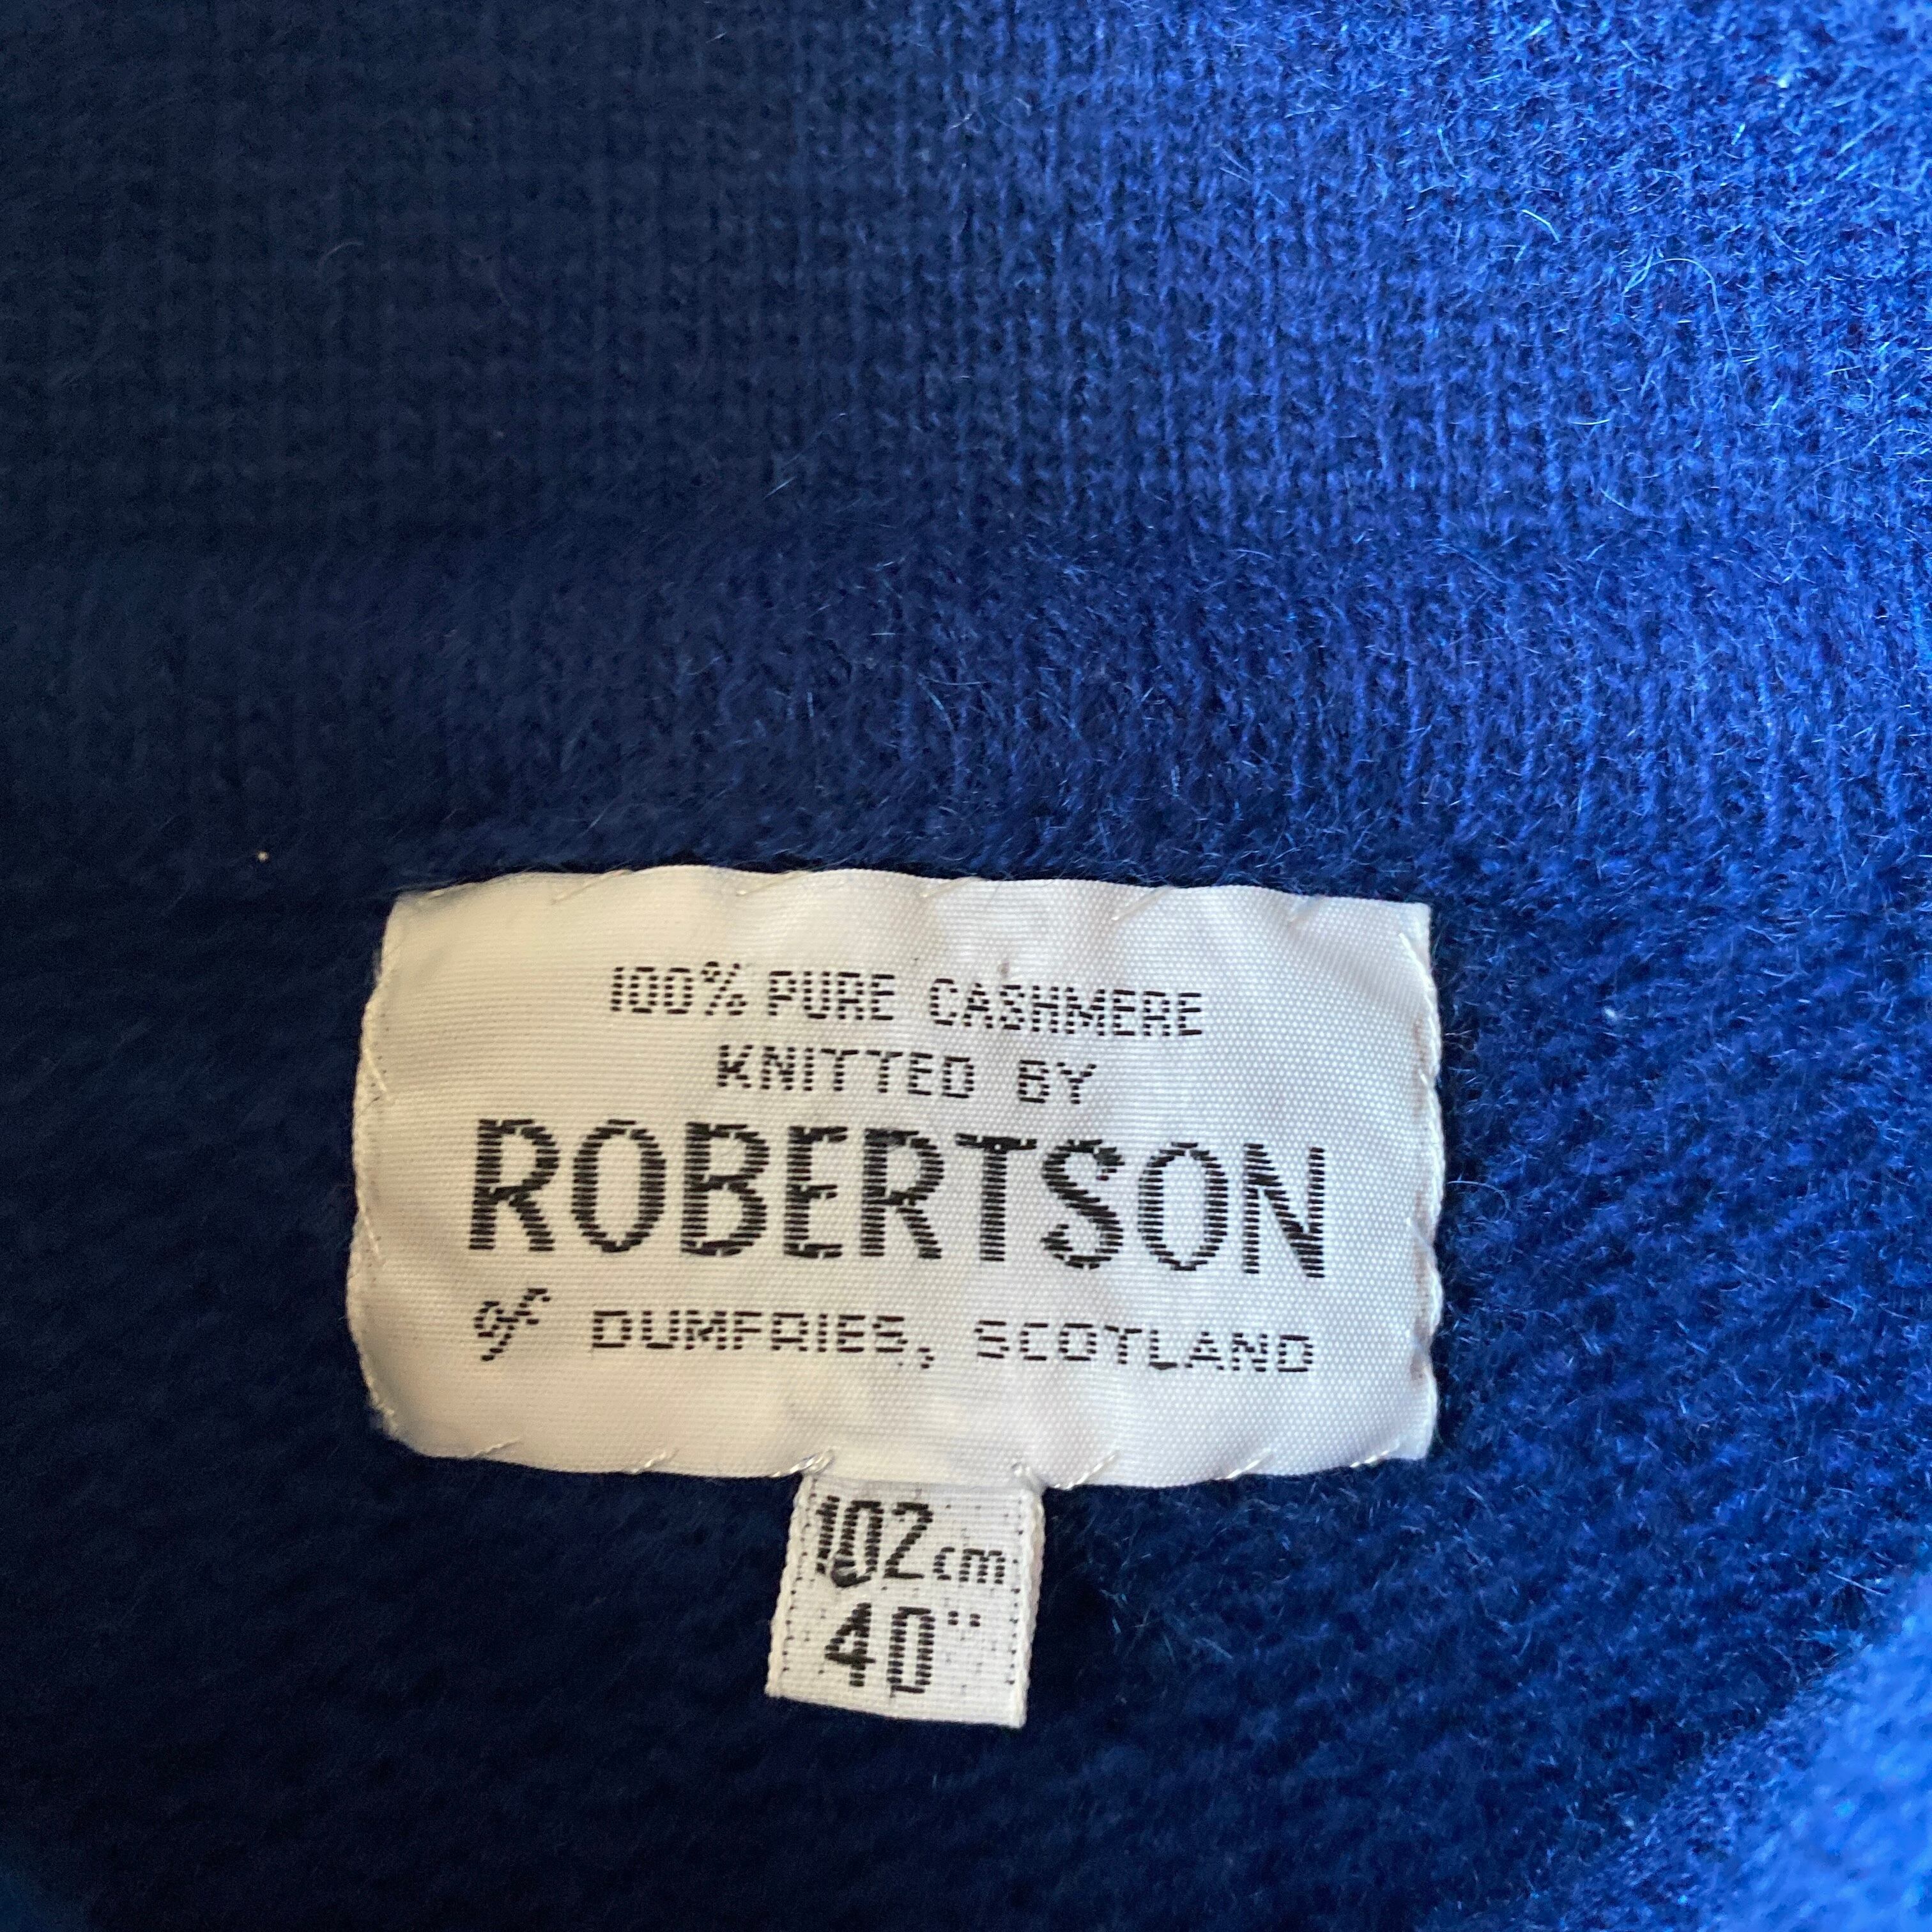 100% PURE CASHMERE
KNITTED BY
ROBERTSON
of DUMFRIES, SCOTLAND
102cm
40"